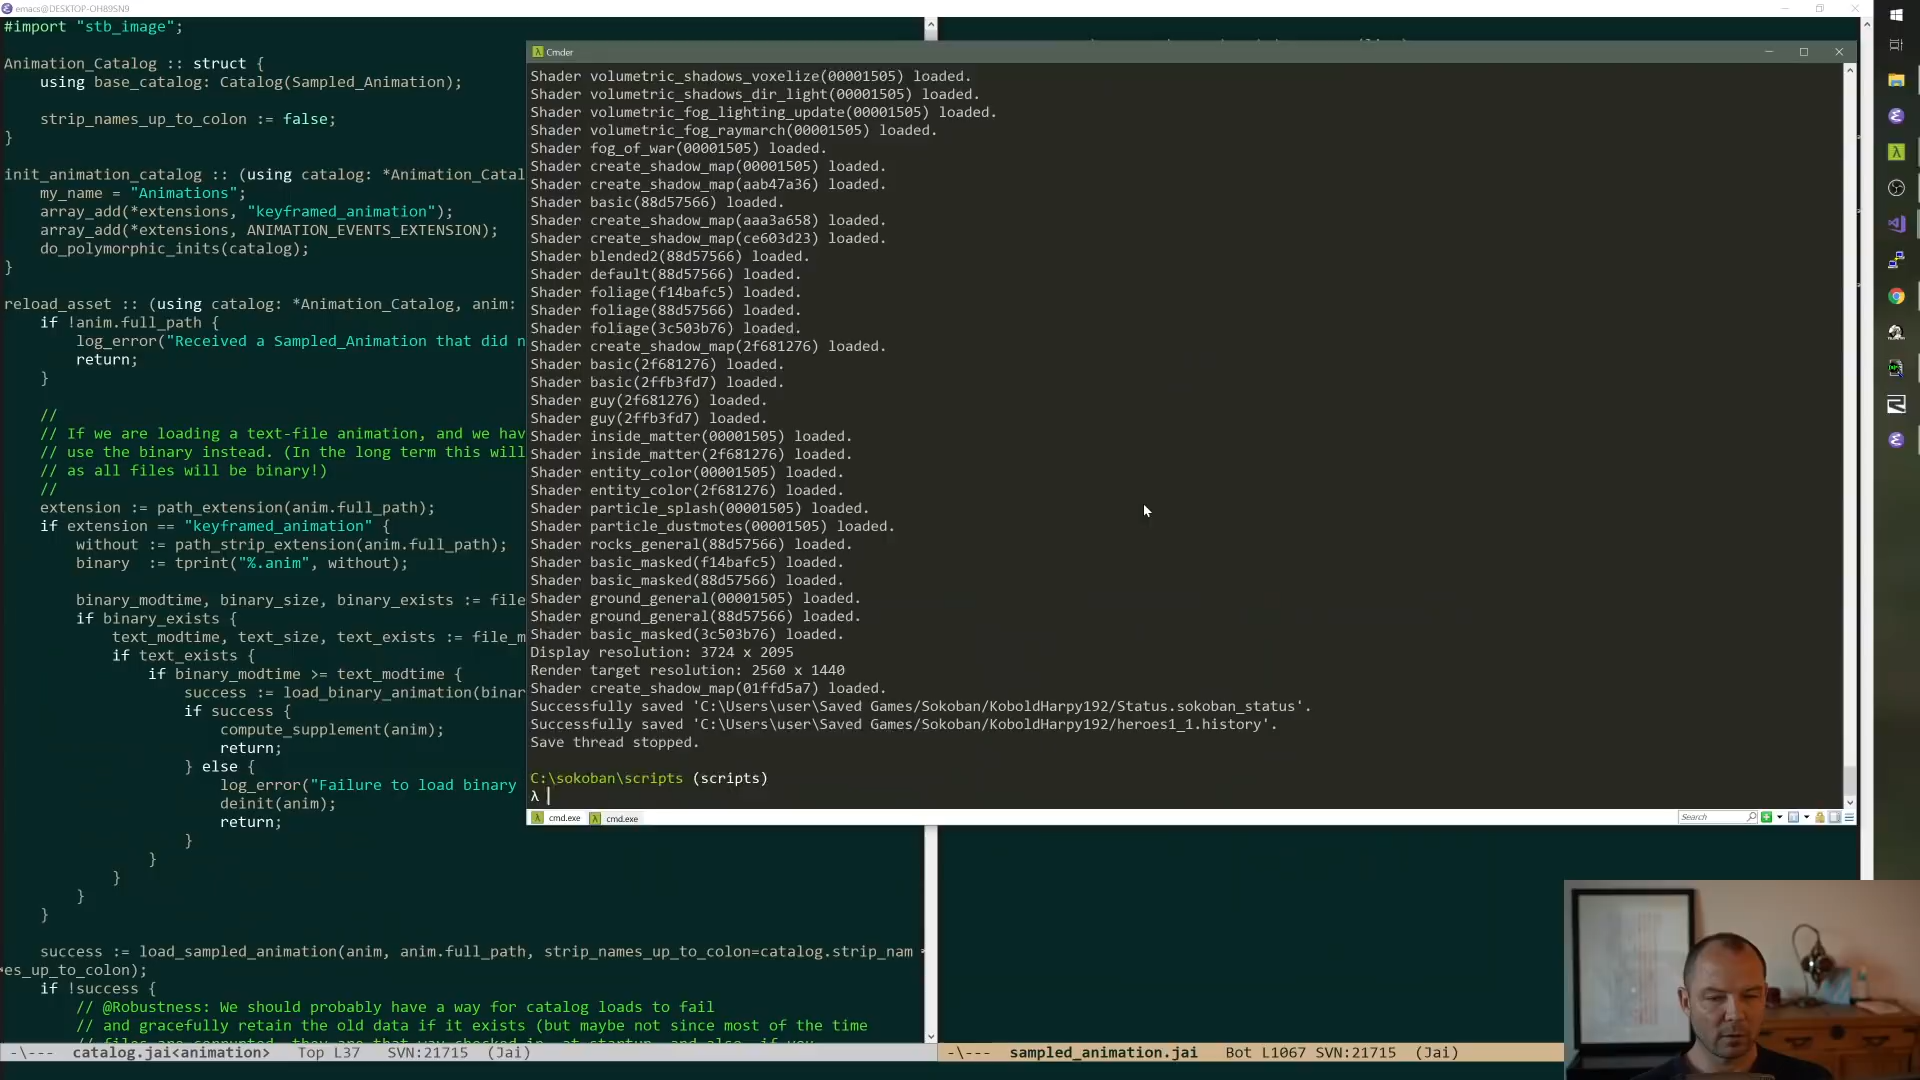 emacs@DESKTOP-OH89SN9
#import "stb_image";
Animation_Catalog :: struct {
using base_catalog: Catalog(Sampled_Animation);
strip_names_up_to_colon := false;
}
init_animation_catalog :: (using catalog: *Animation_Catal
my_name = "Animations";
array_add(*extensions, "keyframed_animation");
array_add(*extensions, ANIMATION_EVENTS_EXTENSION);
do_polymorphic_inits(catalog);
}
reload_asset :: (using catalog: *Animation_Catalog, anim:
if !anim.full_path {
log_error("Received a Sampled_Animation that did n
return;
}
//
// If we are loading a text-file animation, and we hav
// use the binary instead. (In the long term this will
// as all files will be binary!)
//
extension := path_extension(anim.full_path);
if extension == "keyframed_animation" {
without := path_strip_extension(anim.full_path);
binary := tprint("%.anim", without);
binary_modtime, binary_size, binary_exists := file
if binary_exists {
text_modtime, text_size, text_exists := file_m
if text_exists {
if binary_modtime >= text_modtime {
success := load_binary_animation(binar
if success {
compute_supplement(anim);
return;
} else {
log_error("Failure to load binary
deinit(anim);
return;
}
}
}
}
}
success := load_sampled_animation(anim, anim.full_path, strip_names_up_to_colon=catalog.strip_nam
es_up_to_colon);
if !success {
// @Robustness: We should probably have a way for catalog loads to fail
// and gracefully retain the old data if it exists (but maybe not since most of the time
-\--- catalog.jai<animation> Top L37 SVN:21715 (Jai)
Cmder
Shader volumetric_shadows_voxelize(00001505) loaded.
Shader volumetric_shadows_dir_light(00001505) loaded.
Shader volumetric_fog_lighting_update(00001505) loaded.
Shader volumetric_fog_raymarch(00001505) loaded.
Shader fog_of_war(00001505) loaded.
Shader create_shadow_map(00001505) loaded.
Shader create_shadow_map(aab47a36) loaded.
Shader basic(88d57566) loaded.
Shader create_shadow_map(aaa3a658) loaded.
Shader create_shadow_map(ce603d23) loaded.
Shader blended2(88d57566) loaded.
Shader default(88d57566) loaded.
Shader foliage(f14bafc5) loaded.
Shader foliage(88d57566) loaded.
Shader foliage(3c503b76) loaded.
Shader create_shadow_map(2f681276) loaded.
Shader basic(2f681276) loaded.
Shader basic(2ffb3fd7) loaded.
Shader guy(2f681276) loaded.
Shader guy(2ffb3fd7) loaded.
Shader inside_matter(00001505) loaded.
Shader inside_matter(2f681276) loaded.
Shader entity_color(00001505) loaded.
Shader entity_color(2f681276) loaded.
Shader particle_splash(00001505) loaded.
Shader particle_dustmotes(00001505) loaded.
Shader rocks_general(88d57566) loaded.
Shader basic_masked(f14bafc5) loaded.
Shader basic_masked(88d57566) loaded.
Shader ground_general(00001505) loaded.
Shader ground_general(88d57566) loaded.
Shader basic_masked(3c503b76) loaded.
Display resolution: 3724 x 2095
Render target resolution: 2560 x 1440
Shader create_shadow_map(01ffd5a7) loaded.
Successfully saved 'C:\Users\user\Saved Games/Sokoban/KoboldHarpy192/Status.sokoban_status'.
Successfully saved 'C:\Users\user\Saved Games/Sokoban/KoboldHarpy192/heroes1_1.history'.
Save thread stopped.
C:\sokoban\scripts (scripts)
λ
cmd.exe cmd.exe Search
-\--- sampled_animation.jai Bot L1067 SVN:21715 (Jai)